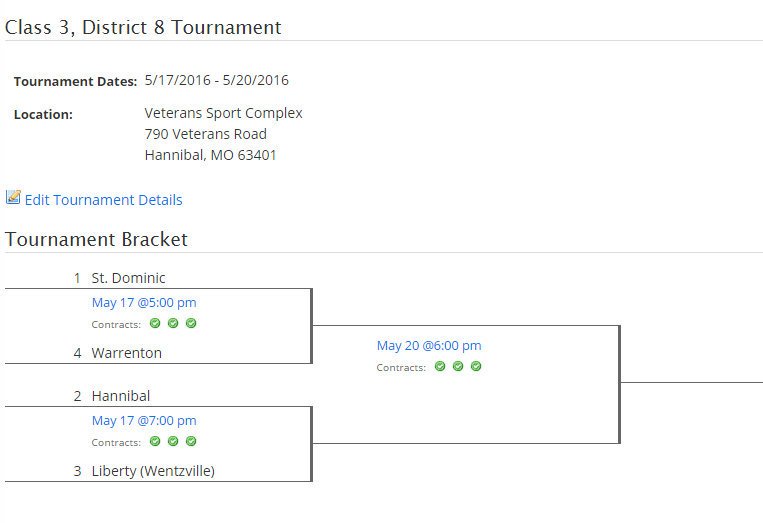 Class 3, District 8 Tournament
Tournament Dates: 5/17/2016 - 5/20/2016
Location: Veterans Sport Complex
790 Veterans Road
Hannibal, MO 63401
Edit Tournament Details
Tournament Bracket
1 St. Dominic
May 17 @5:00 pm
Contracts:
4 Warrenton
2 Hannibal
May 17 @7:00 pm
Contracts:
3 Liberty (Wentzville)
May 20 @6:00 pm
Contracts: